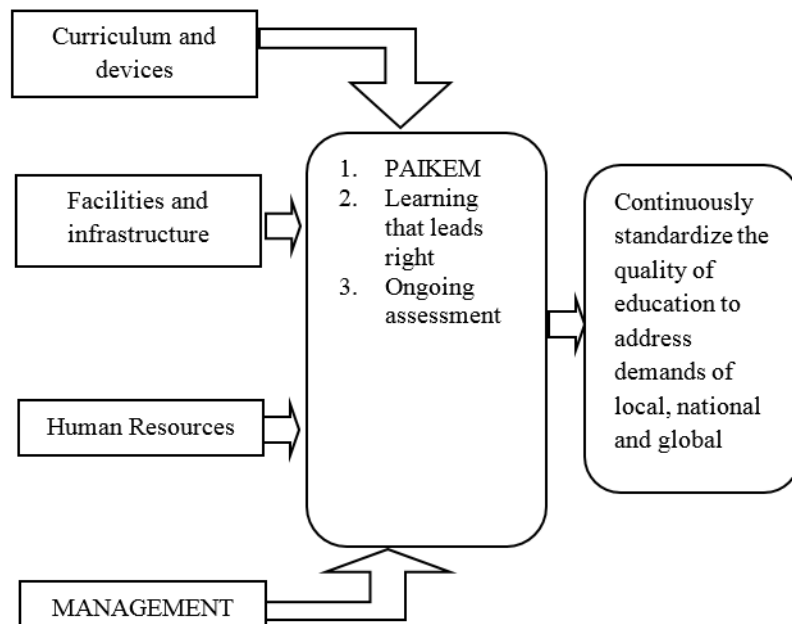 Curriculum and
devices
Facilities and
infrastructure
Human Resources
MANAGEMENT
1. PAIKEM
2. Learning
that leads
right
3. Ongoing
assessment
Continuously
standardize the
quality of
education to
address
demands of
local, national
and global